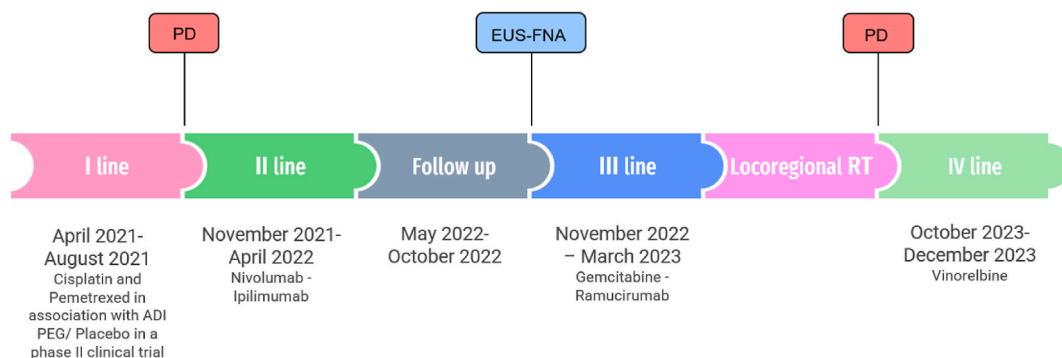 PD
EUS-FNA
PD
I line
II line
Follow up
III line
Locoregional RT
IV line
April 2021-
August 2021
Cisplatin and
Pemetrexed in
association with ADI
PEG/ Placebo in a
phase II clinical trial
November 2021-
April 2022
Nivolumab -
Ipilimumab
May 2022-
October 2022
November 2022
– March 2023
Gemcitabine -
Ramucirumab
October 2023-
December 2023
Vinorelbine